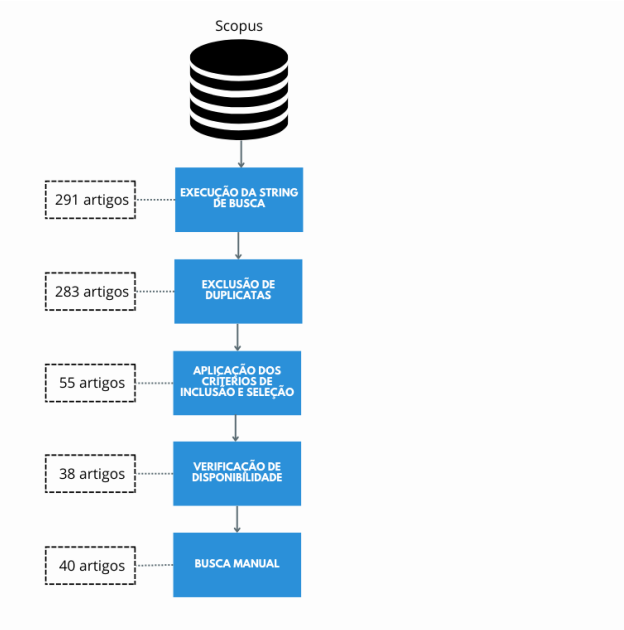 Scopus
291 artigos
EXECUÇÃO DA STRING
DE BUSCA
283 artigos
EXCLUSÃO DE
DUPLICATAS
55 artigos
APLICAÇÃO DOS
CRITÉRIOS DE
INCLUSÃO E SELEÇÃO
38 artigos
VERIFICAÇÃO DE
DISPONIBILIDADE
40 artigos
BUSCA MANUAL